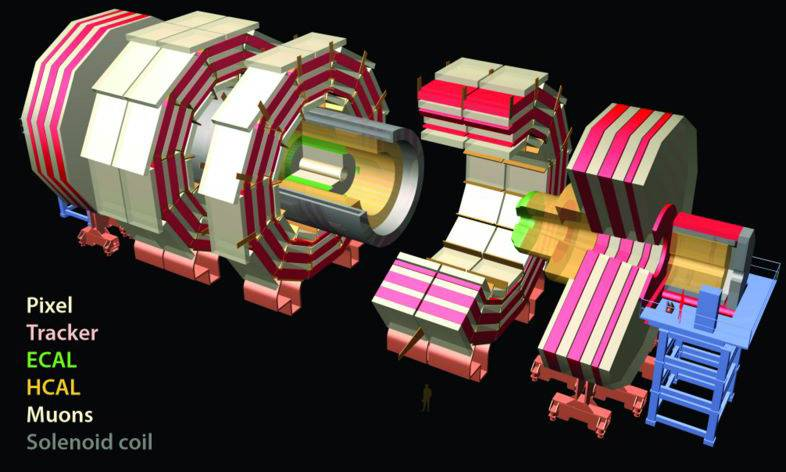 Pixel
Tracker
ECAL
HCAL
Muons
Solenoid coil